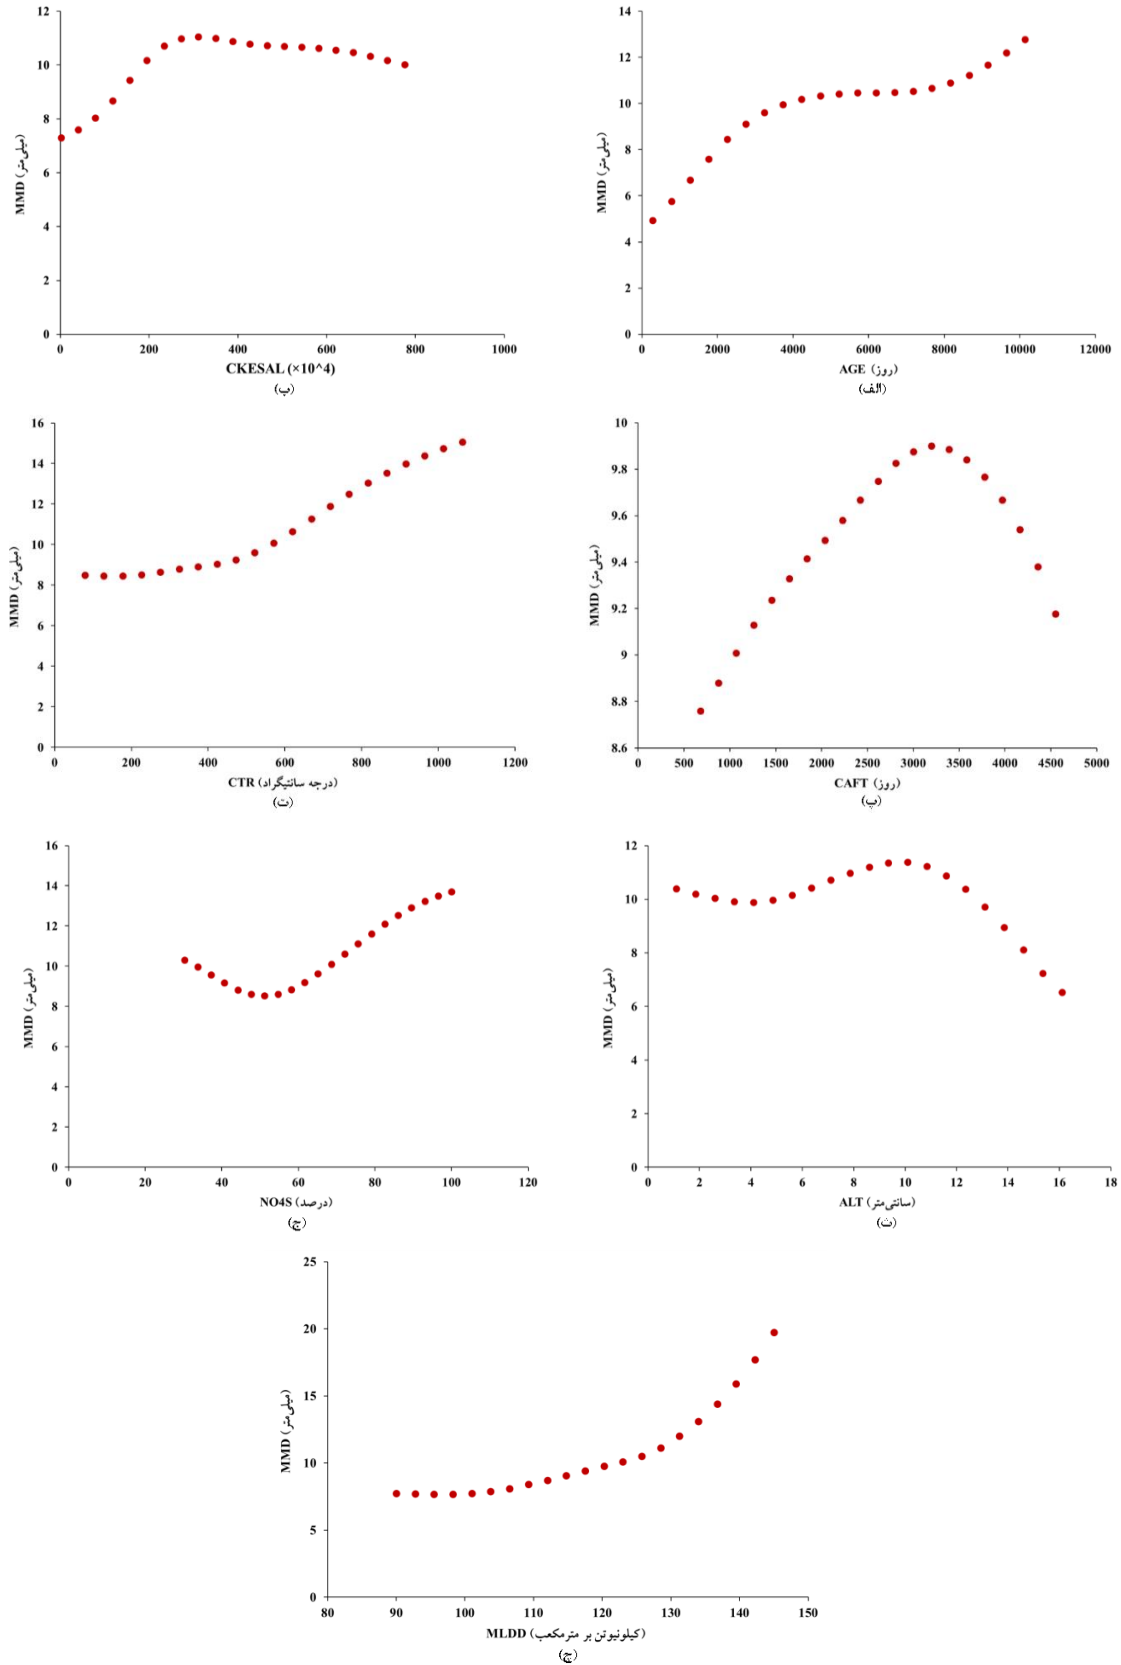 14
12
10
8
6
4
2
0
MMD (میلی‌متر)
0 2000 4000 6000 8000 10000 12000
AGE (روز)
(الف)
12
10
8
6
4
2
0
MMD (میلی‌متر)
0 200 400 600 800 1000
CKESAL (×10^4)
(ب)
10
9.8
9.6
9.4
9.2
9
8.8
8.6
MMD (میلی‌متر)
0 500 1000 1500 2000 2500 3000 3500 4000 4500 5000
CAFT (روز)
(پ)
16
14
12
10
8
6
4
2
0
MMD (میلی‌متر)
0 200 400 600 800 1000 1200
CTR (درجه سانتیگراد)
(ت)
12
10
8
6
4
2
0
MMD (میلی‌متر)
0 2 4 6 8 10 12 14 16 18
ALT (سانتی‌متر)
(ث)
16
14
12
10
8
6
4
2
0
MMD (میلی‌متر)
0 20 40 60 80 100 120
NO4S (درصد)
(ج)
25
20
15
10
5
0
MMD (میلی‌متر)
80 90 100 110 120 130 140 150
MLDD (کیلونیوتن بر مترمکعب)
(چ)